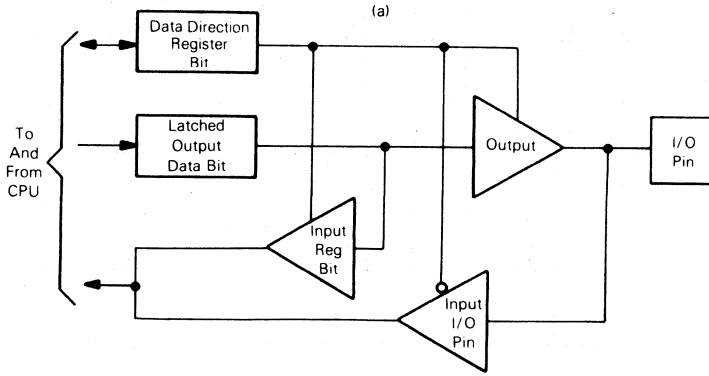 (a)
Data Direction
Register
Bit
To
And
From
CPU
Latched
Output
Data Bit
Output
I/O
Pin
Input
Reg
Bit
Input
I/O
Pin